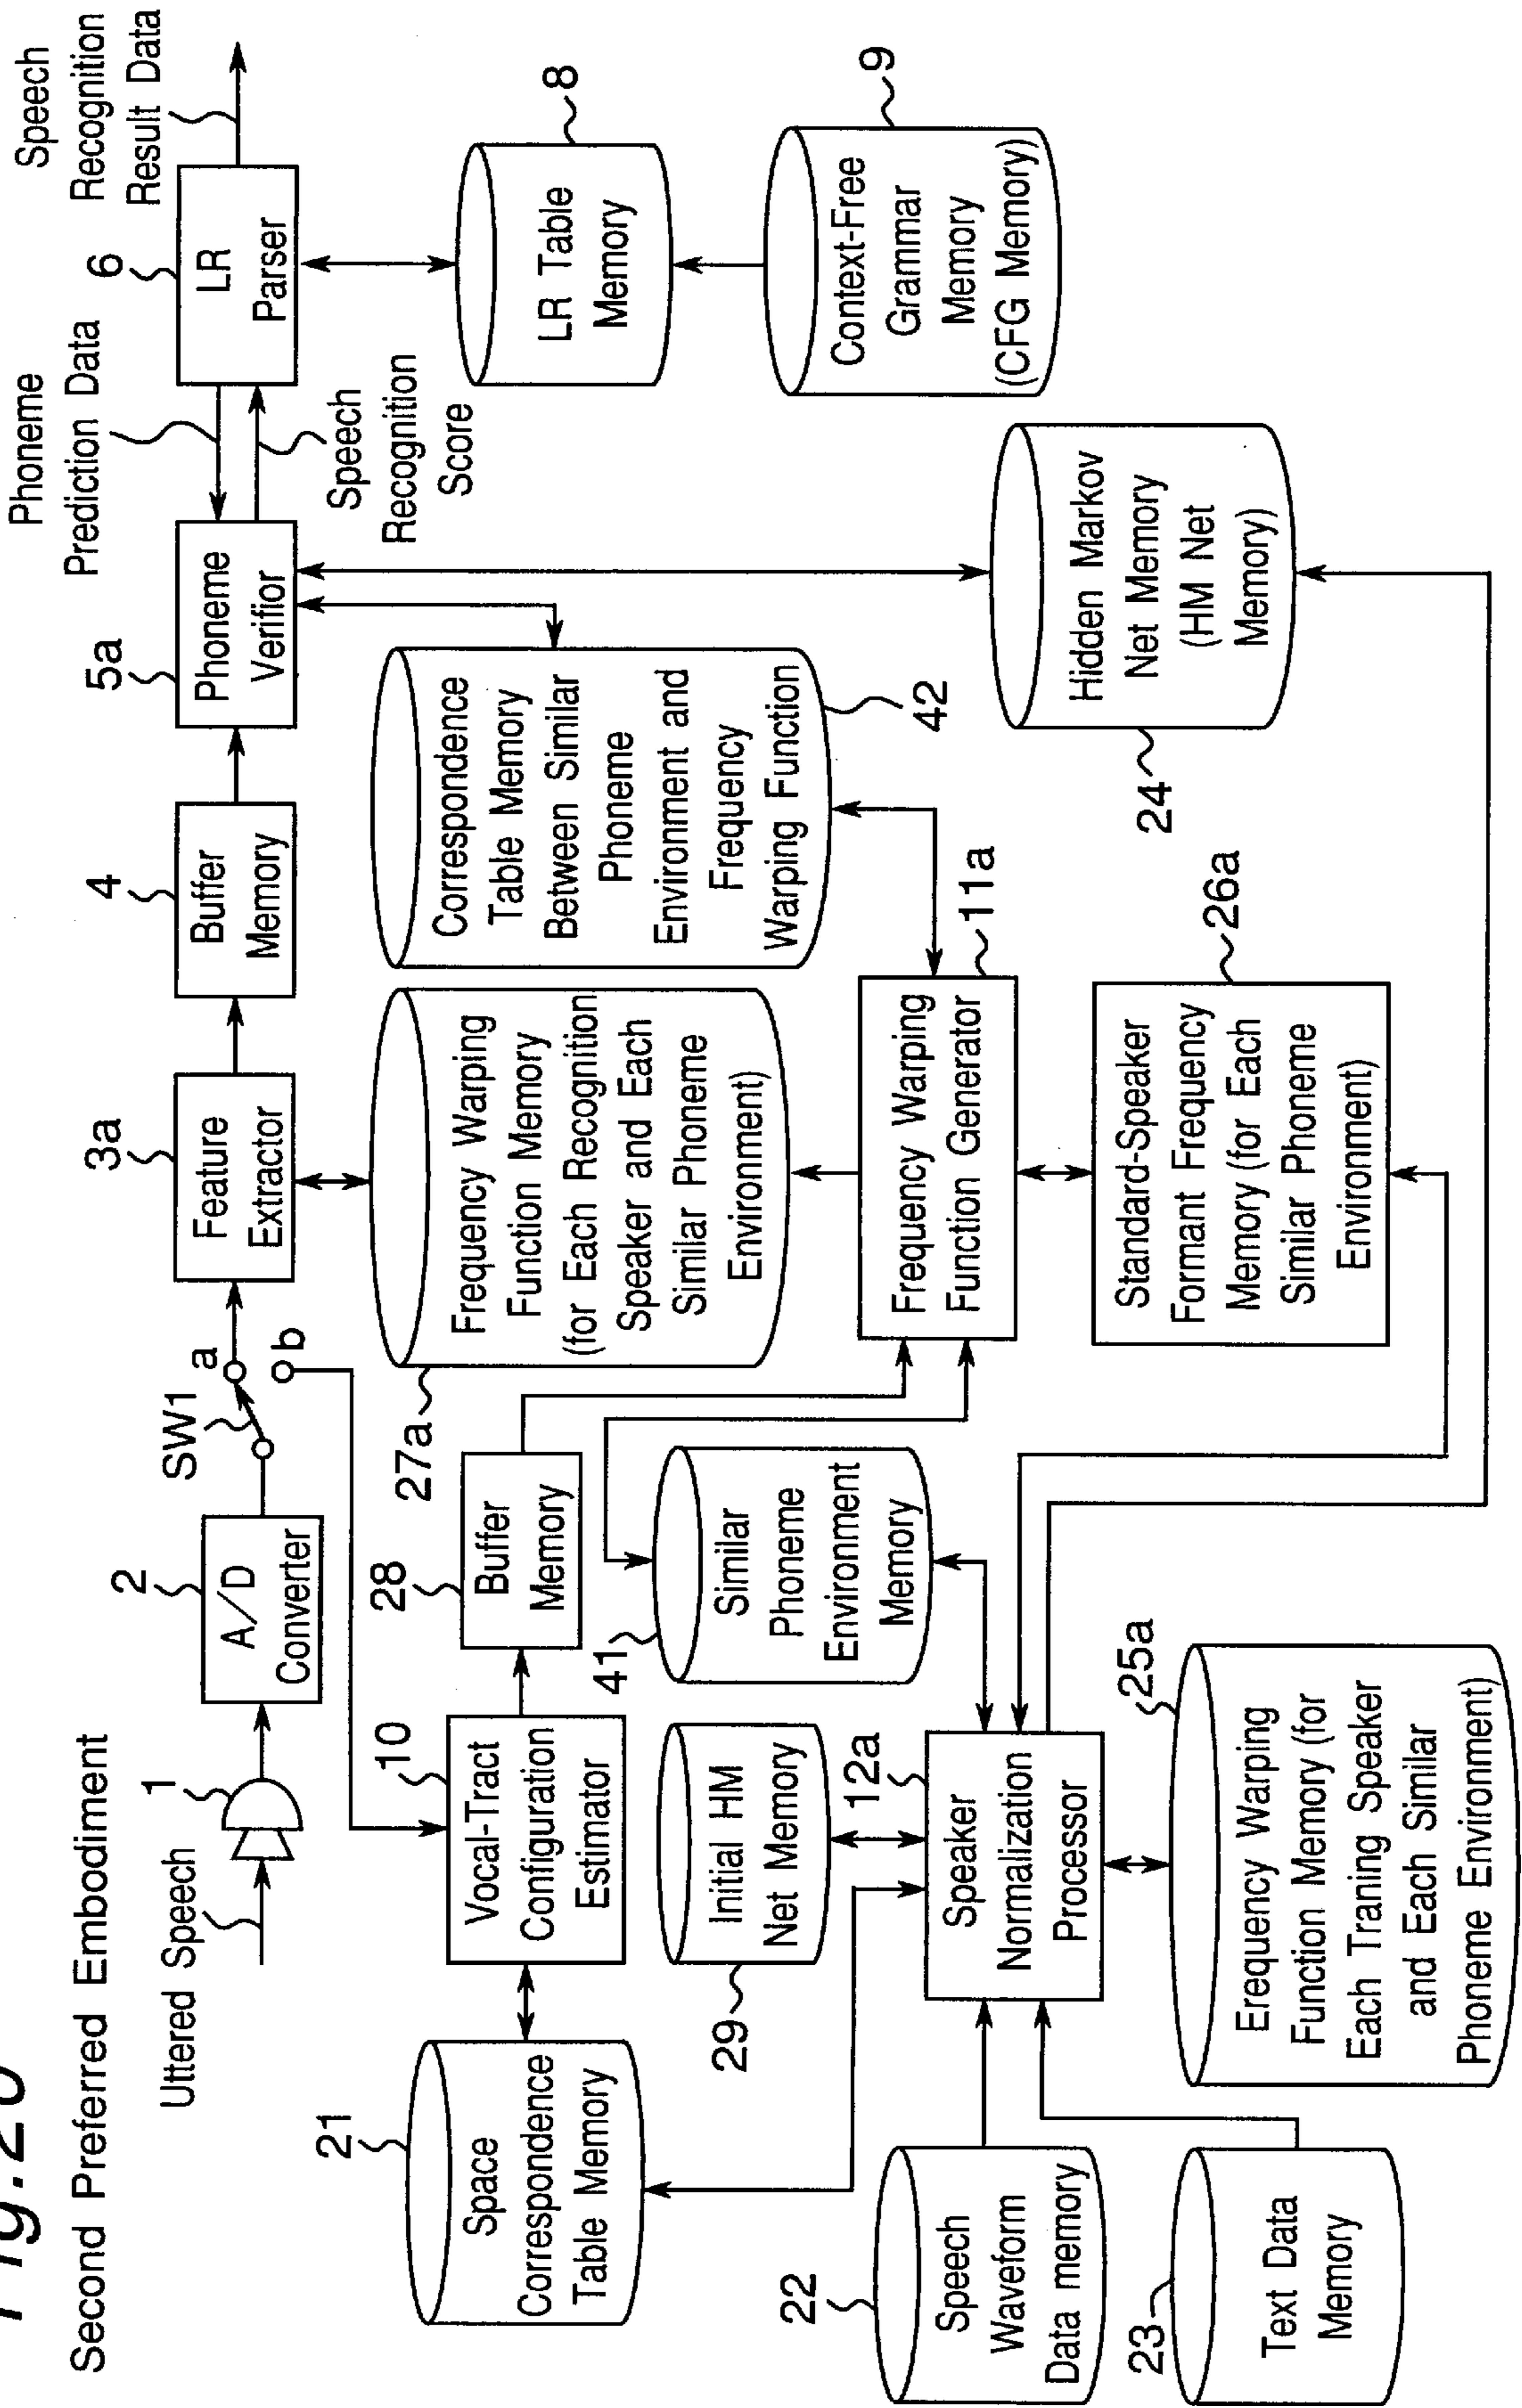 Fig.20
Second Preferred Embodiment
Uttered Speech
1
2
A/D
Converter
SW1
a
b
3a
Feature
Extractor
4
Buffer
Memory
5a
Phoneme
Verifior
Phoneme
Prediction Data
Speech
Recognition
Score
6
LR
Parser
Speech
Recognition
Result Data
8
LR Table
Memory
9
Context-Free
Grammar
Memory
(CFG Memory)
21
Space
Correspondence
Table Memory
10
Vocal-Tract
Configuration
Estimator
28
Buffer
Memory
27a
Frequency Warping
Function Memory
(for Each Recognition
Speaker and Each
Similar Phoneme
Environment)
Correspondence
Table Memory
Between Similar
Phoneme
Environment and
Frequency
Warping Function
42
29
Initial HM
Net Memory
41
Similar
Phoneme
Environment
Memory
11a
Frequency Warping
Function Generator
24
Hidden Markov
Net Memory
(HM Net
Memory)
22
Speech
Waveform
Data memory
12a
Speaker
Normalization
Processor
26a
Standard-Speaker
Formant Frequency
Memory (for Each
Similar Phoneme
Environment)
23
Text Data
Memory
25a
Erequency Warping
Function Memory (for
Each Traning Speaker
and Each Similar
Phoneme Environment)